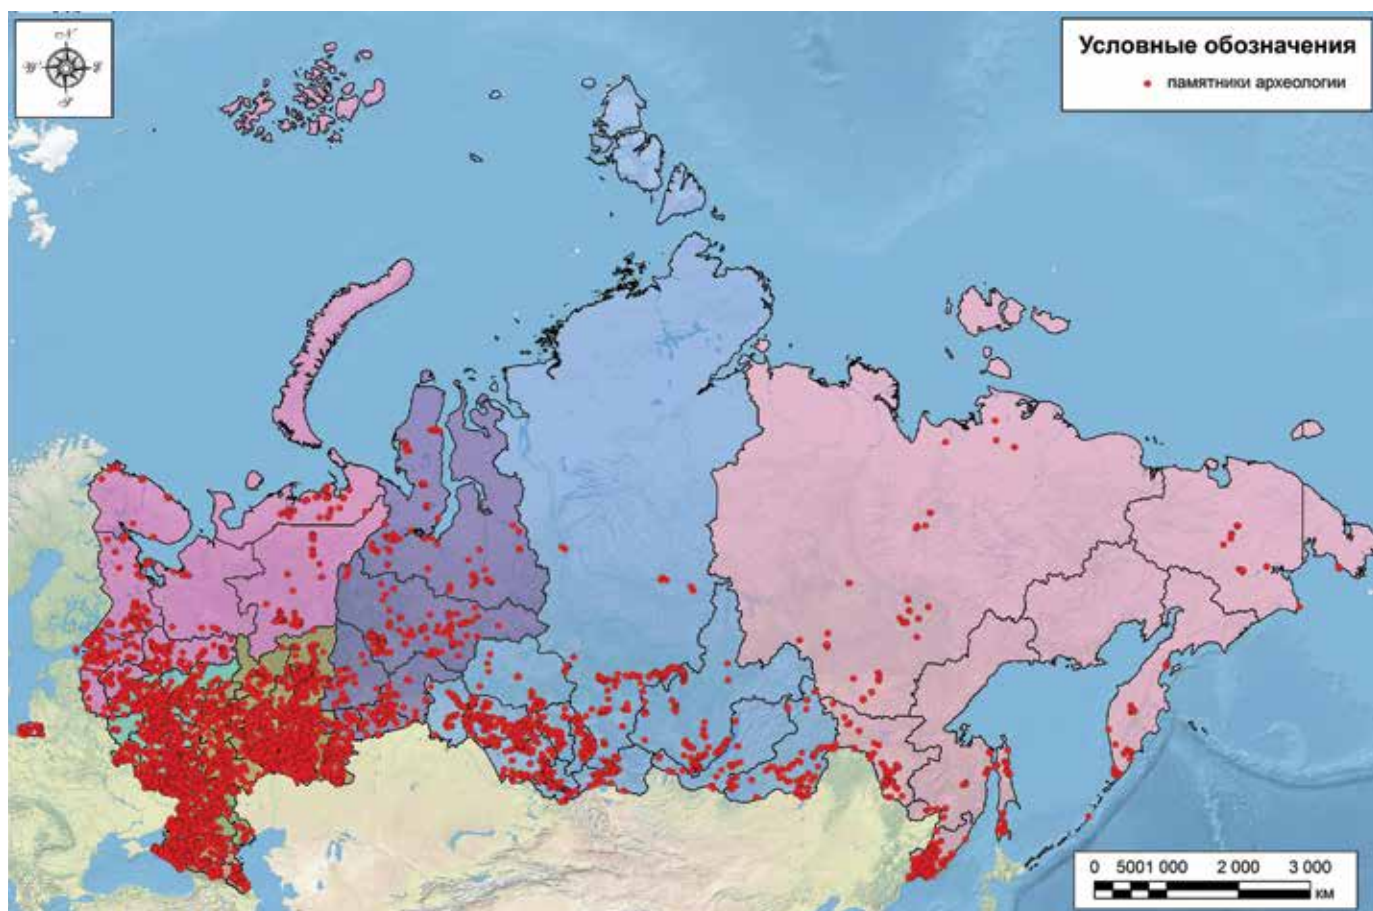 N
S
Условные обозначения
памятники археологии
0 5001 000 2 000 3 000
км